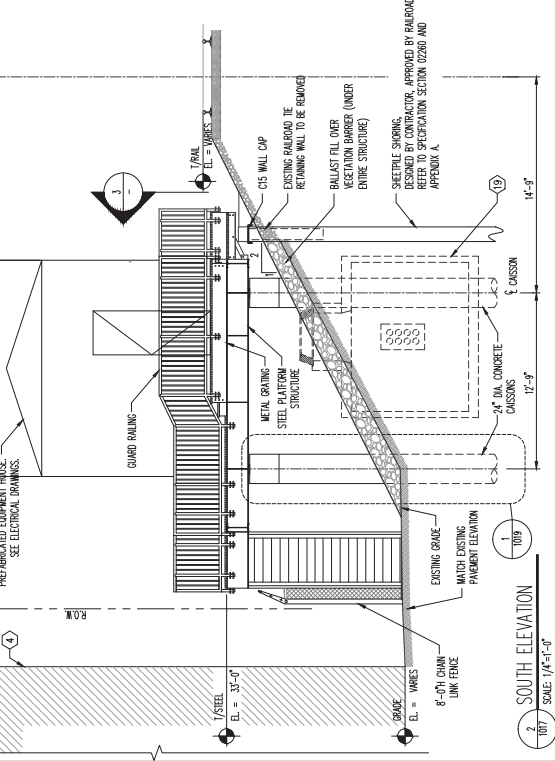 PREFABRICATED EQUIPMENT HOUSE.
SEE ELECTRICAL DRAWINGS.
4
R.O.W.
GUARD RAILING
3
-
T/RAIL
EL. = VARIES
C15 WALL CAP
EXISTING RAILROAD TIE
RETAINING WALL TO BE REMOVED
BALLAST FILL OVER
VEGETATION BARRIER (UNDER
ENTIRE STRUCTURE)
SHEETPILE SHORING,
DESIGNED BY CONTRACTOR, APPROVED BY RAILROAD
REFER TO SPECIFICATION SECTION 02260 AND
APPENDIX A.
2
1
METAL GRATING
STEEL PLATFORM
STRUCTURE
T/STEEL
EL. = 33'-0"
GRADE
EL. = VARIES
8'-0"H CHAIN
LINK FENCE
EXISTING GRADE
MATCH EXISTING
PAVEMENT ELEVATION
1
1019
24" DIA. CONCRETE
CAISSONS
℄ CAISSON
19
12'-9"
14'-9"
2
1017
SOUTH ELEVATION
SCALE: 1/4"=1'-0"